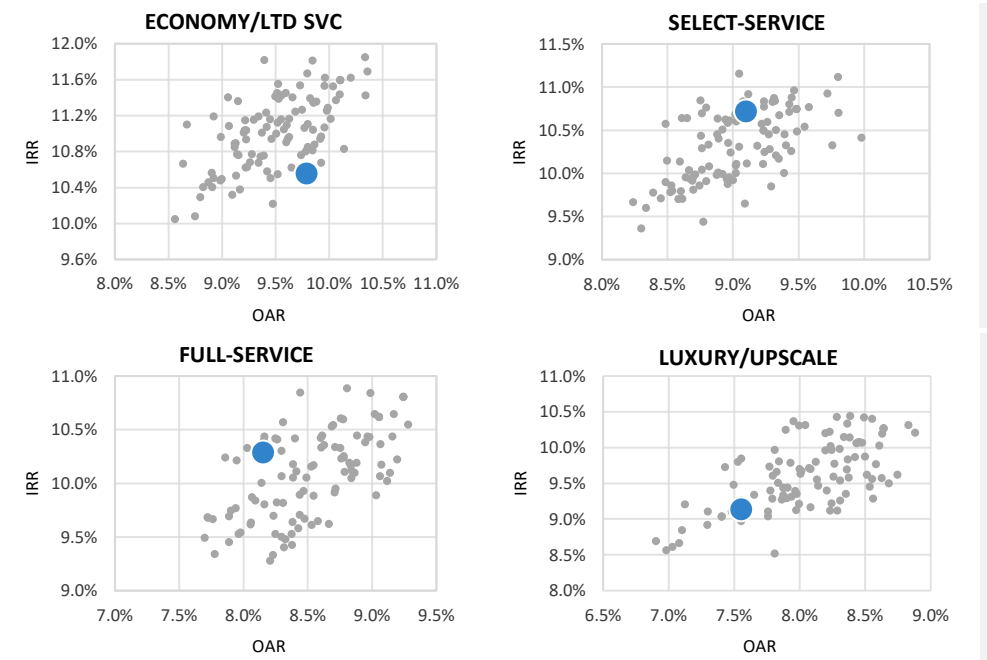 ECONOMY/LTD SVC
12.0%
11.6%
11.2%
10.8%
10.4%
10.0%
9.6%
IRR
8.0% 8.5% 9.0% 9.5% 10.0% 10.5% 11.0%
OAR
SELECT-SERVICE
11.5%
11.0%
10.5%
10.0%
9.5%
9.0%
IRR
8.0% 8.5% 9.0% 9.5% 10.0% 10.5%
OAR
FULL-SERVICE
11.0%
10.5%
10.0%
9.5%
9.0%
IRR
7.0% 7.5% 8.0% 8.5% 9.0% 9.5%
OAR
LUXURY/UPSCALE
11.0%
10.5%
10.0%
9.5%
9.0%
8.5%
8.0%
IRR
6.5% 7.0% 7.5% 8.0% 8.5% 9.0%
OAR